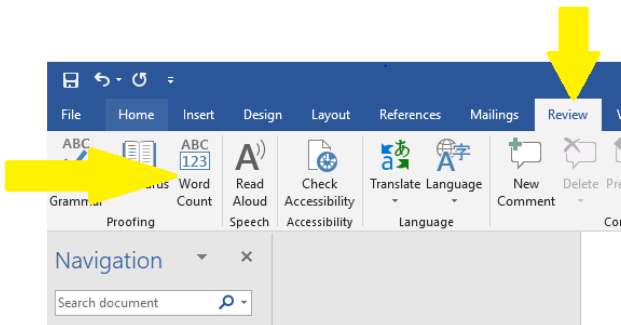 File Home Insert Design Layout References Mailings Review
ABC ABC
123
Word Read Check Translate Language New Delete
Grammar Count Aloud Accessibility Comment
Proofing Speech Accessibility Language
Navigation
Search document